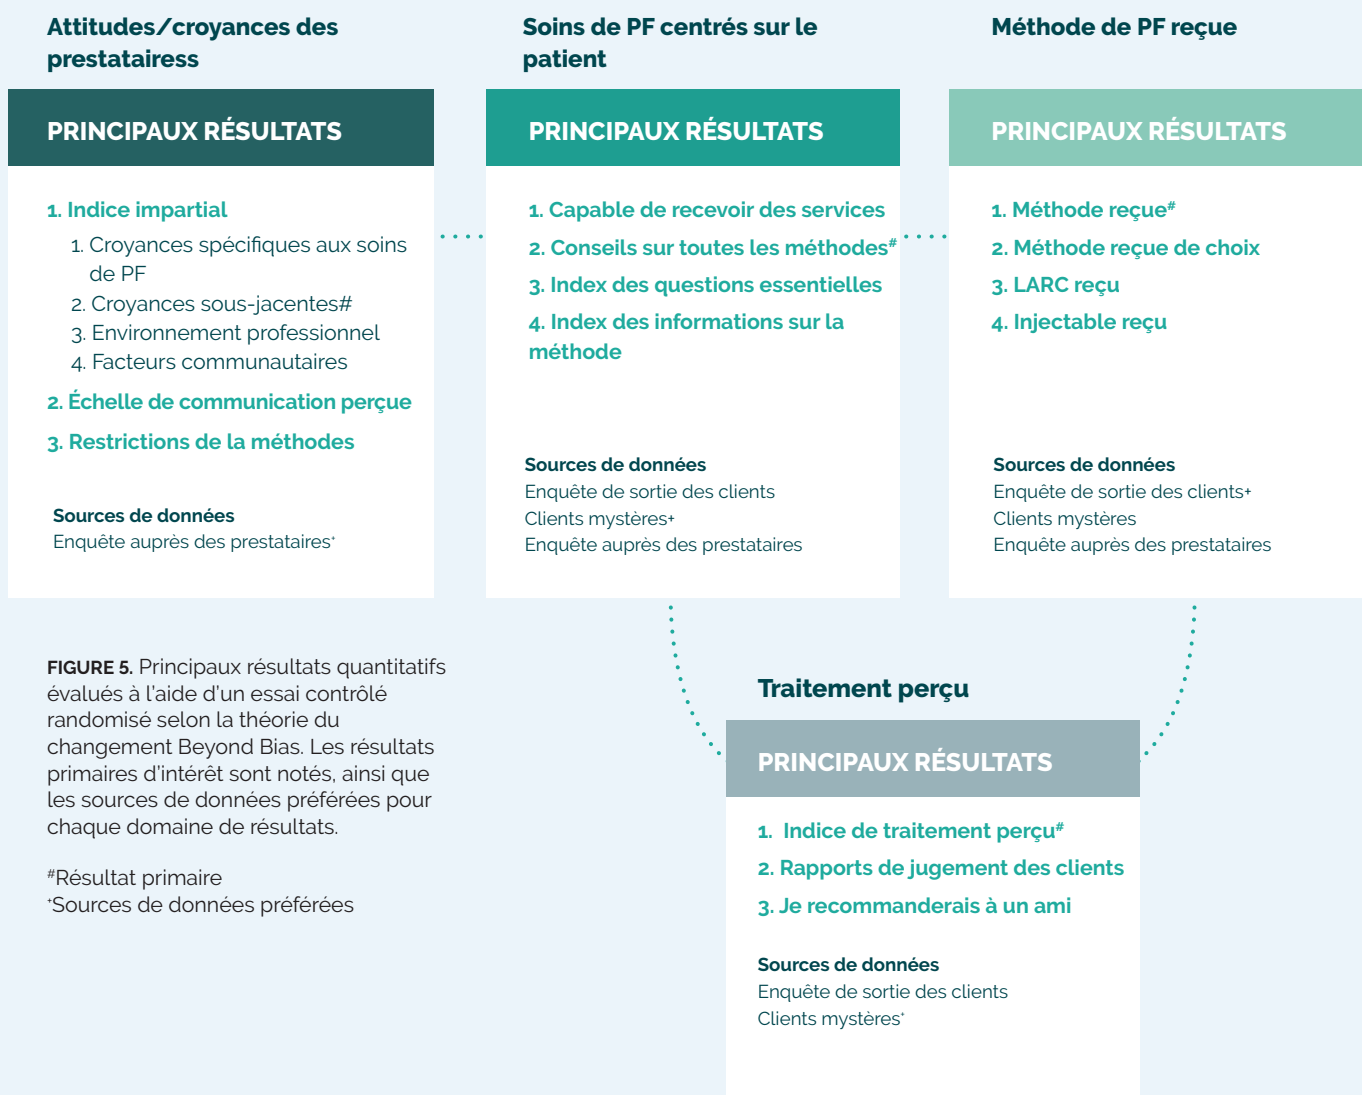 Attitudes/croyances des
prestatairess
PRINCIPAUX RÉSULTATS
1. Indice impartial
1. Croyances spécifiques aux soins
de PF
2. Croyances sous-jacentes#
3. Environnement professionnel
4. Facteurs communautaires
2. Échelle de communication perçue
3. Restrictions de la méthodes
Sources de données
Enquête auprès des prestataires+
Soins de PF centrés sur le
patient
PRINCIPAUX RÉSULTATS
1. Capable de recevoir des services
2. Conseils sur toutes les méthodes#
3. Index des questions essentielles
4. Index des informations sur la
méthode
Sources de données
Enquête de sortie des clients
Clients mystères+
Enquête auprès des prestataires
Méthode de PF reçue
PRINCIPAUX RÉSULTATS
1. Méthode reçue#
2. Méthode reçue de choix
3. LARC reçu
4. Injectable reçu
Sources de données
Enquête de sortie des clients+
Clients mystères
Enquête auprès des prestataires
FIGURE 5. Principaux résultats quantitatifs
évalués à l'aide d'un essai contrôlé
randomisé selon la théorie du
changement Beyond Bias. Les résultats
primaires d'intérêt sont notés, ainsi que
les sources de données préférées pour
chaque domaine de résultats.
#Résultat primaire
+Sources de données préférées
Traitement perçu
PRINCIPAUX RÉSULTATS
1. Indice de traitement perçu#
2. Rapports de jugement des clients
3. Je recommanderais à un ami
Sources de données
Enquête de sortie des clients
Clients mystères+